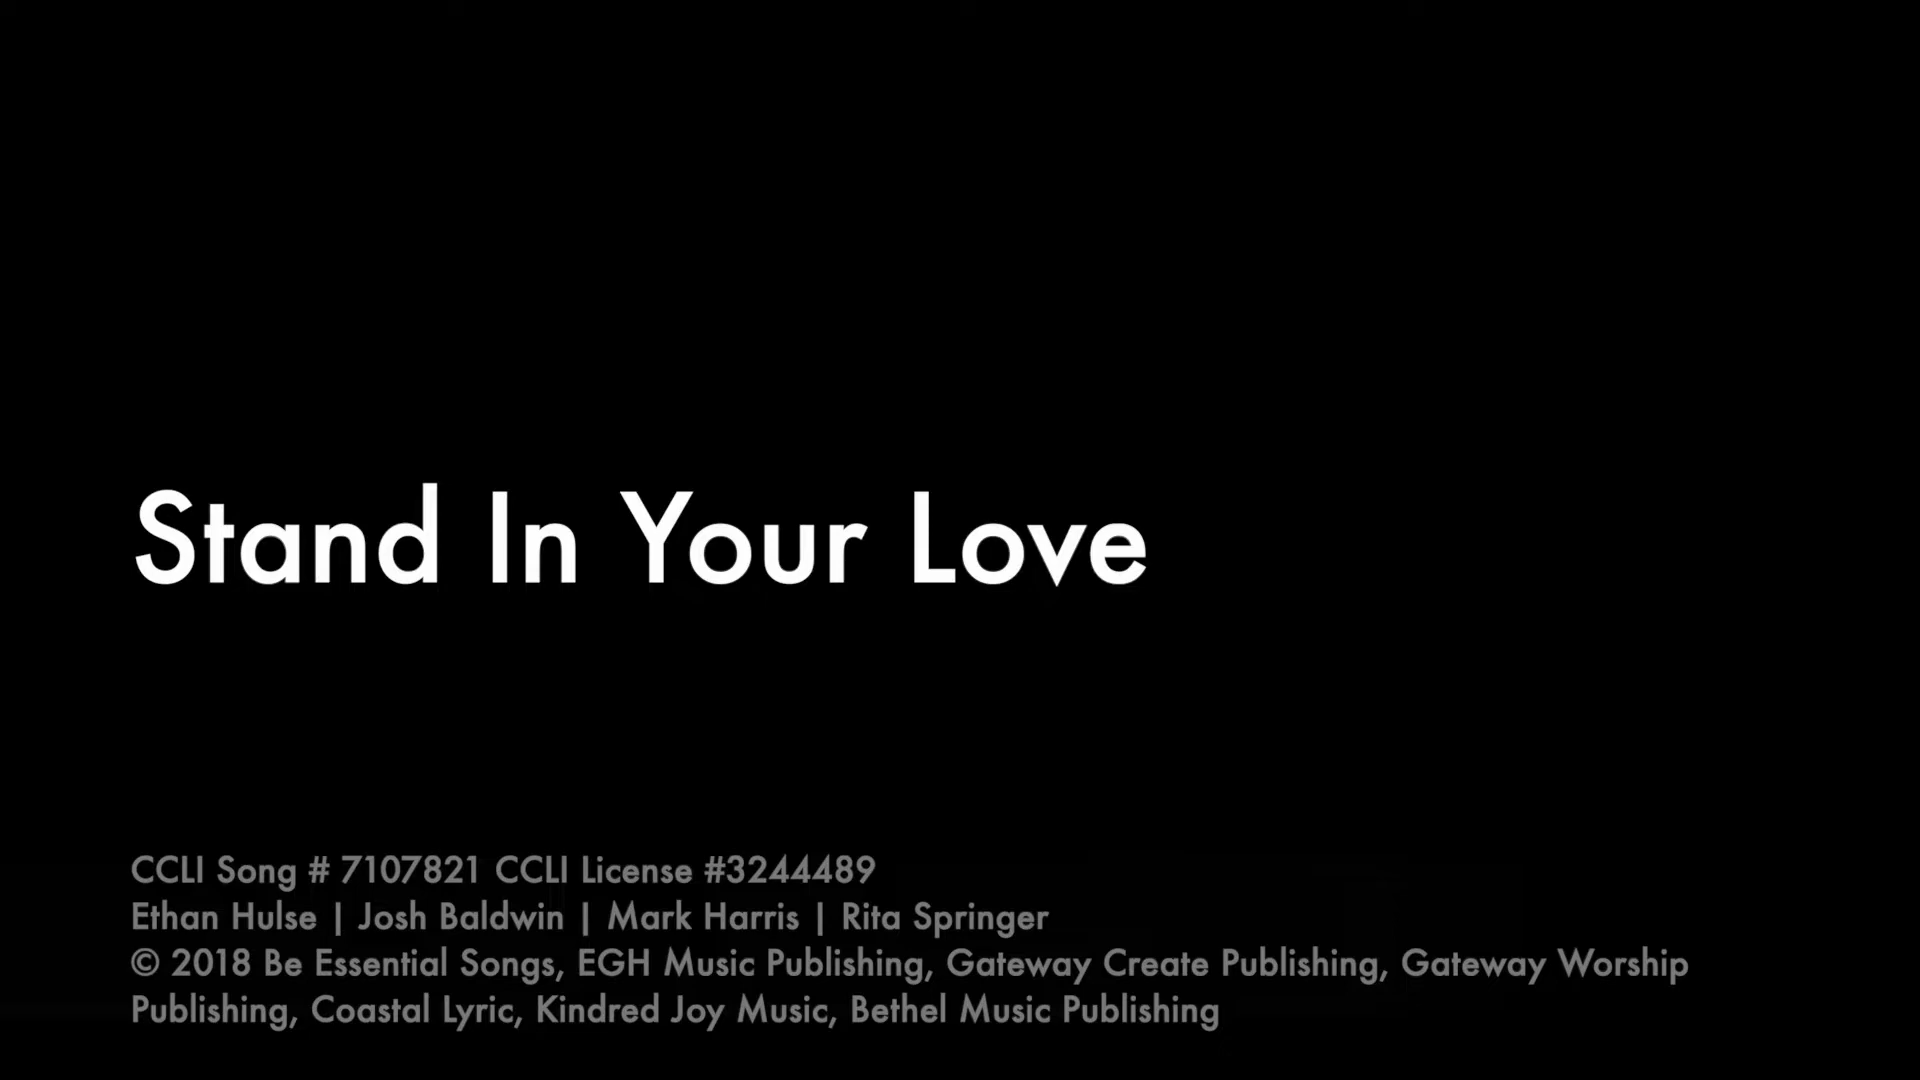 Stand In Your Love
CCLI Song # 7107821 CCLI License #3244489
Ethan Hulse | Josh Baldwin | Mark Harris | Rita Springer
© 2018 Be Essential Songs, EGH Music Publishing, Gateway Create Publishing, Gateway Worship
Publishing, Coastal Lyric, Kindred Joy Music, Bethel Music Publishing